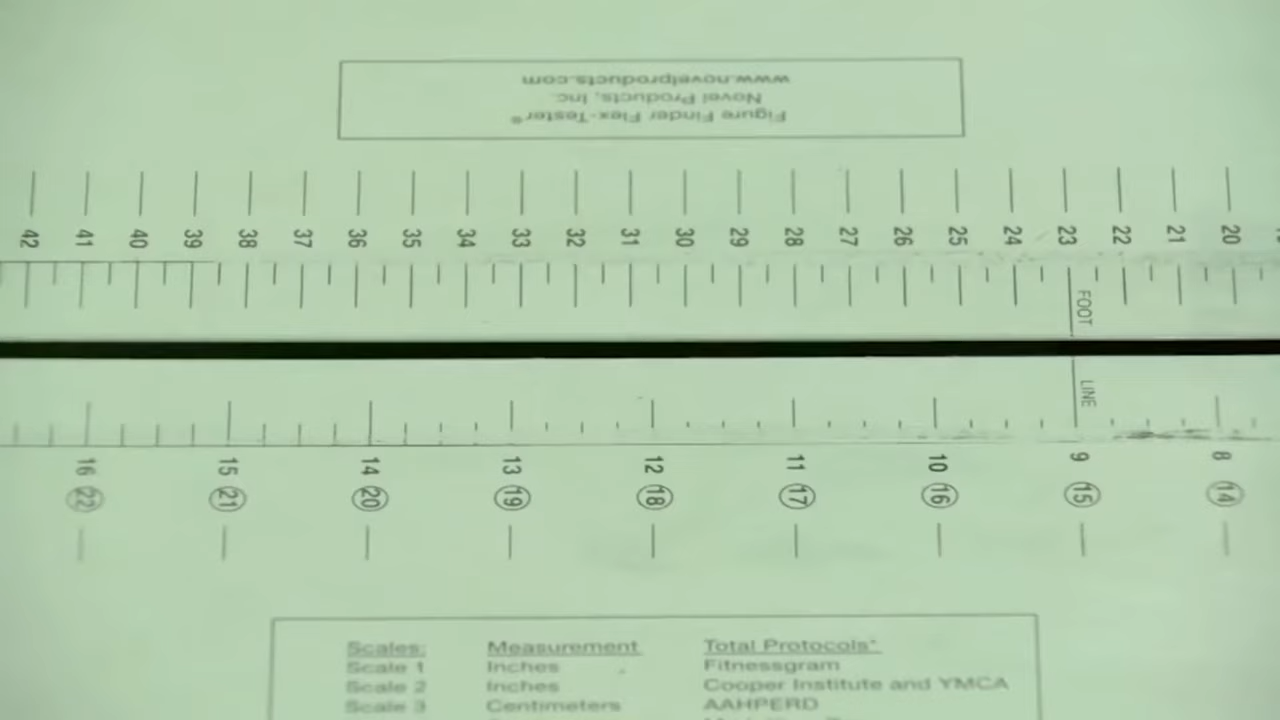 www.novelproducts.com
Novel Products, Inc.
Figure Finder Flex-Tester®
42 41 40 39 38 37 36 35 34 33 32 31 30 29 28 27 26 25 24 23 22 21 20
FOOT
LINE
16 15 14 13 12 11 10 9 8
22 21 20 19 18 17 16 15 14
Scales: Measurement Total Protocols*
Scale 1 Inches Fitnessgram
Scale 2 Inches Cooper Institute and YMCA
Scale 3 Centimeters AAHPERD